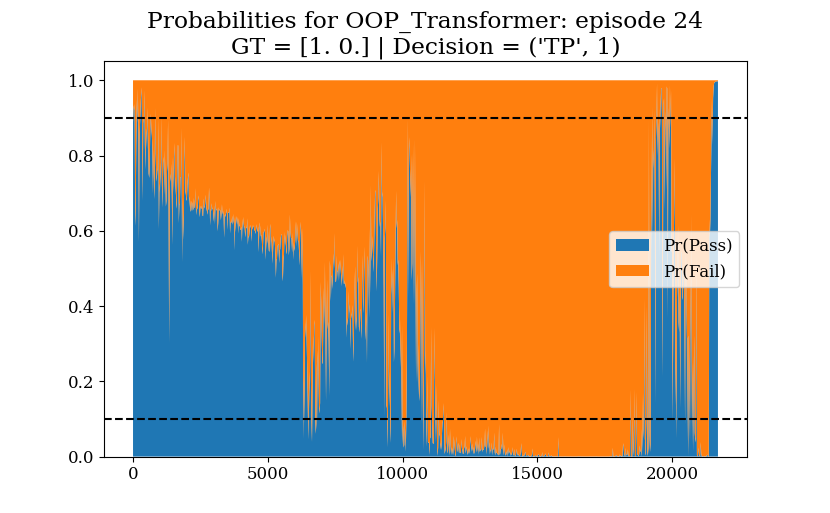 Probabilities for OOP_Transformer: episode 24
GT = [1. 0.] | Decision = ('TP', 1)
1.0
0.8
0.6
0.4
0.2
0.0
Pr(Pass)
Pr(Fail)
0
5000
10000
15000
20000